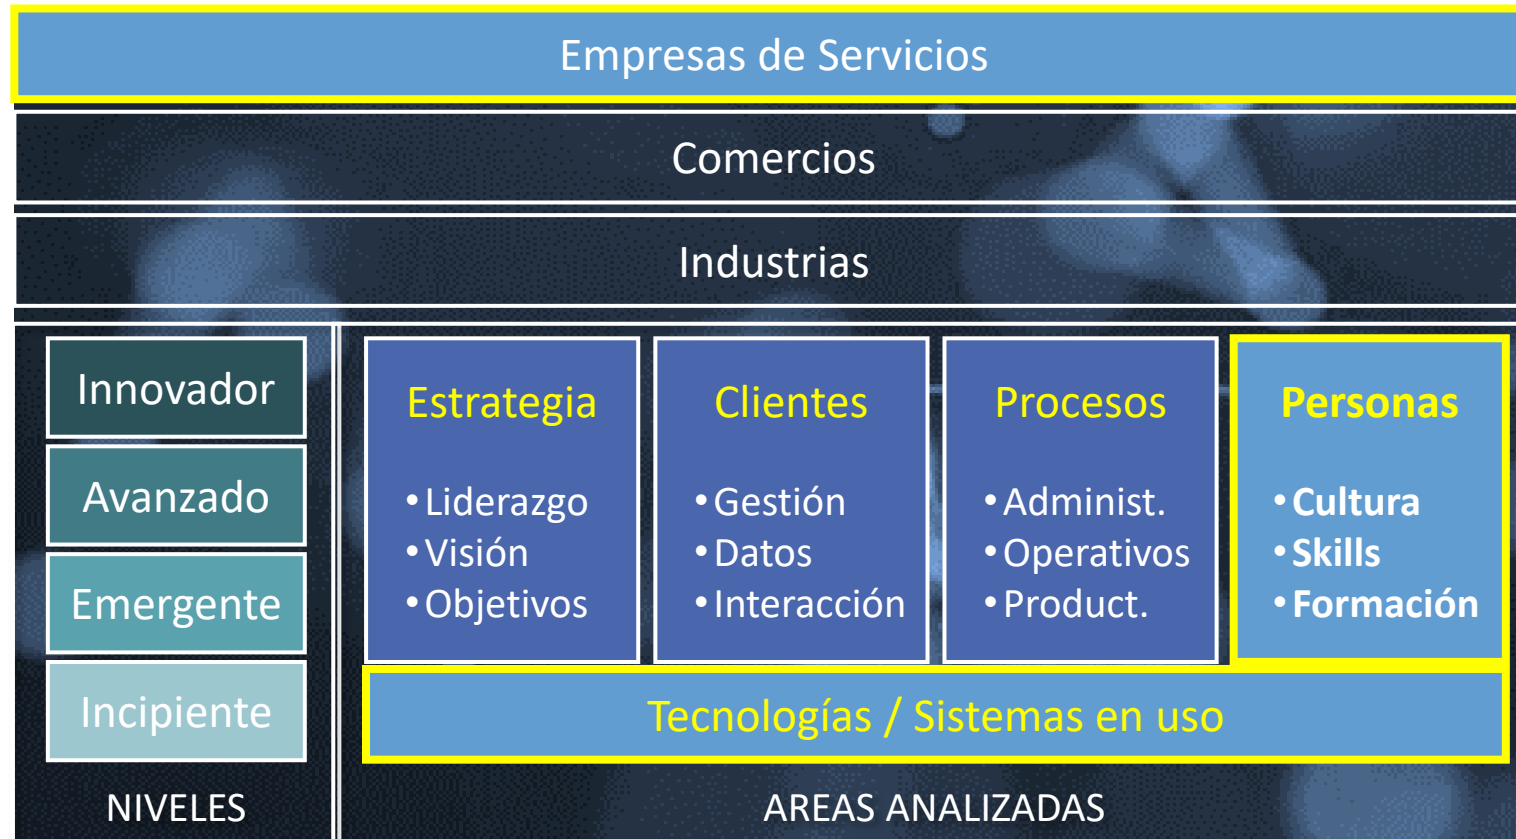 Empresas de Servicios
Comercios
Industrias
Innovador
Avanzado
Emergente
Incipiente
NIVELES
Estrategia
•Liderazgo
•Visión
•Objetivos
Clientes
•Gestión
•Datos
•Interacción
Procesos
•Administ.
•Operativos
•Product.
Personas
•Cultura
•Skills
•Formación
Tecnologías / Sistemas en uso
AREAS ANALIZADAS